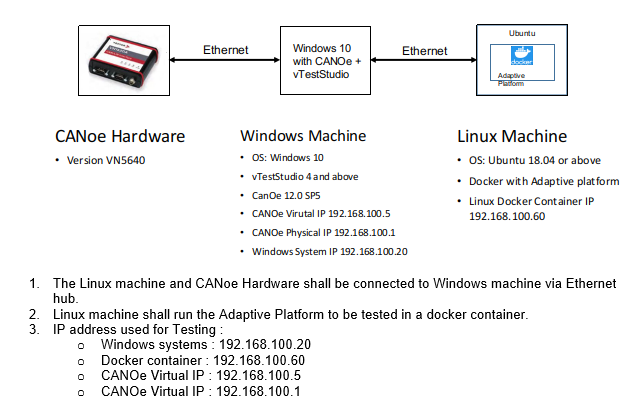 Ethernet
Windows 10
with CANOe +
vTestStudio
Ethernet
Ubuntu
docker
Adaptive
Platform
CANoe Hardware
• Version VN5640
Windows Machine
• OS: Windows 10
• vTestStudio 4 and above
• CanOe 12.0 SP5
• CANOe Virutal IP 192.168.100.5
• CANOe Physical IP 192.168.100.1
• Windows System IP 192.168.100.20
Linux Machine
• OS: Ubuntu 18.04 or above
• Docker with Adaptive platform
• Linux Docker Container IP
192.168.100.60
1. The Linux machine and CANoe Hardware shall be connected to Windows machine via Ethernet
hub.
2. Linux machine shall run the Adaptive Platform to be tested in a docker container.
3. IP address used for Testing :
o Windows systems : 192.168.100.20
o Docker container : 192.168.100.60
o CANOe Virtual IP : 192.168.100.5
o CANOe Virtual IP : 192.168.100.1